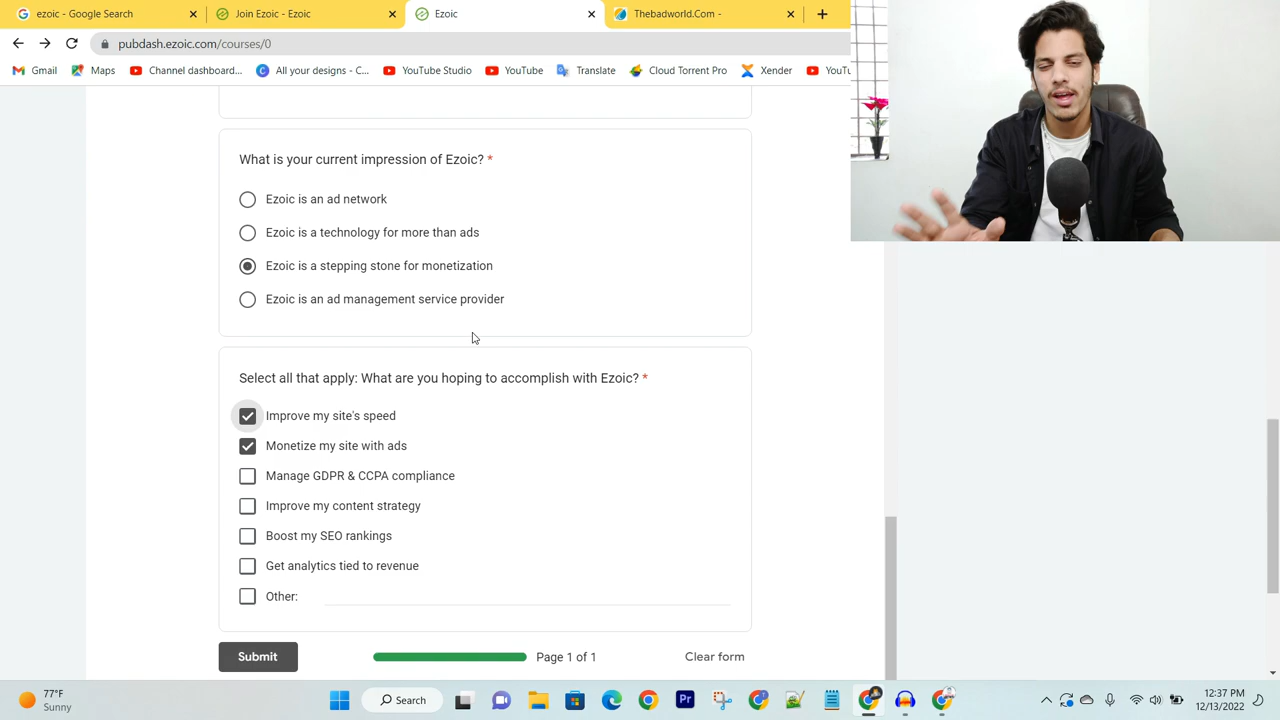 ezoic - Google Search
Join Ezoic - Ezoic
Ezoic
Thebadworld.Com -
pubdash.ezoic.com/courses/0
Gmail
Maps
Channel dashboard...
All your designs -...
YouTube Studio
YouTube
Translate
Cloud Torrent Pro
Xender
YouTu
What is your current impression of Ezoic? *
Ezoic is an ad network
Ezoic is a technology for more than ads
Ezoic is a stepping stone for monetization
Ezoic is an ad management service provider
Select all that apply: What are you hoping to accomplish with Ezoic? *
Improve my site's speed
Monetize my site with ads
Manage GDPR & CCPA compliance
Improve my content strategy
Boost my SEO rankings
Get analytics tied to revenue
Other:
Submit
Page 1 of 1
Clear form
77°F
Sunny
Search
Pr
12:37 PM
12/13/2022